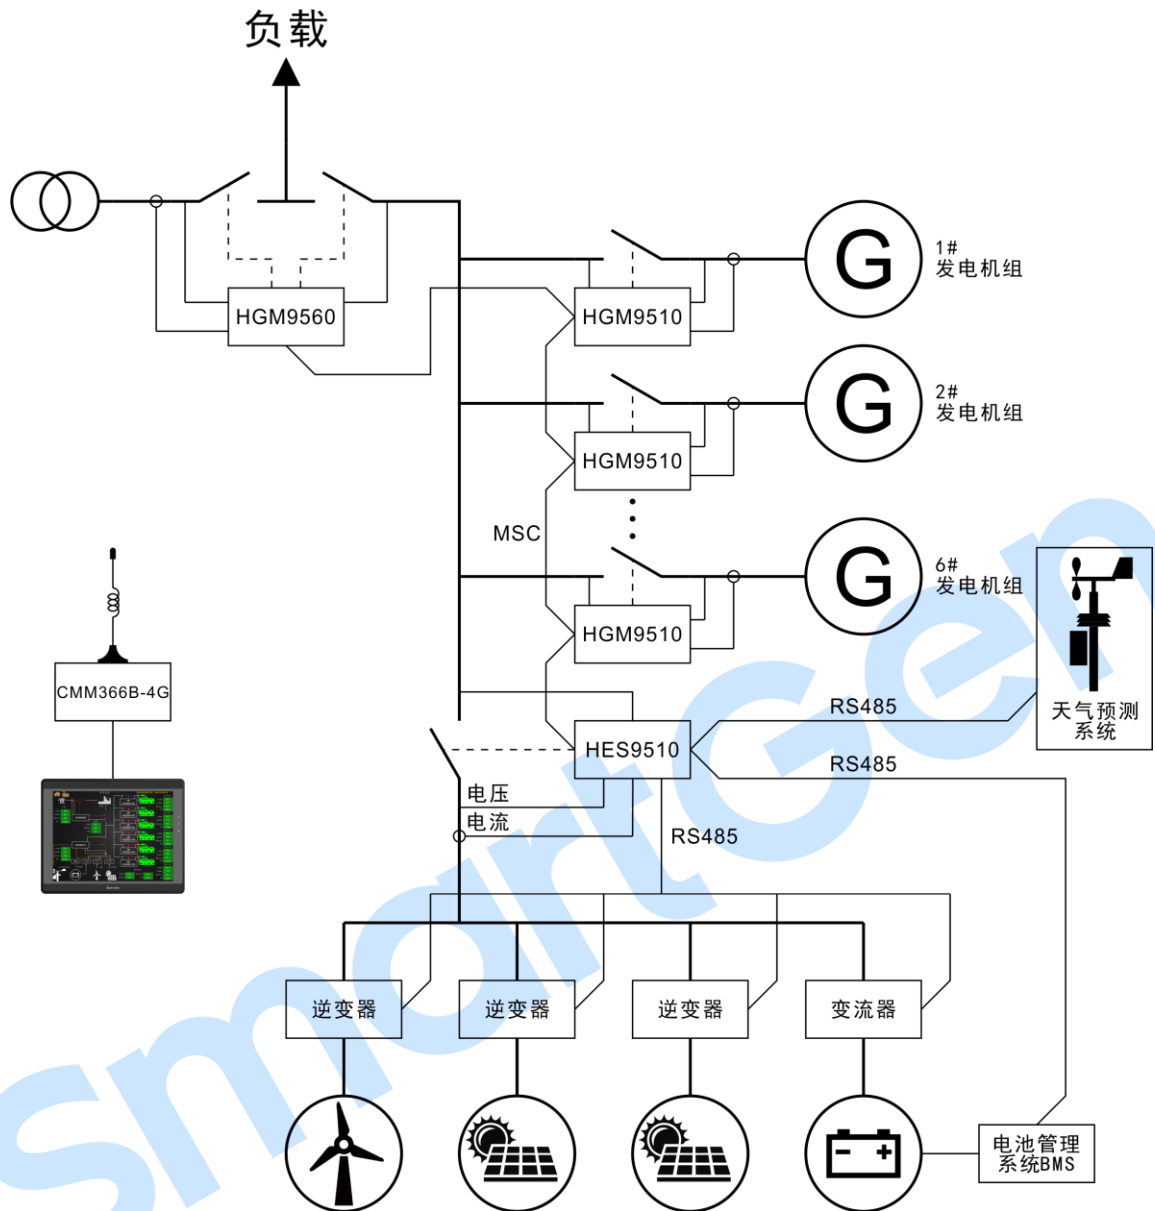 负载
HGM9560
HGM9510
G
1#
发电机组
HGM9510
G
2#
发电机组
MSC
HGM9510
G
6#
发电机组
CMM366B-4G
天气预测
系统
RS485
HES9510
RS485
电压
电流
RS485
逆变器
逆变器
逆变器
变流器
电池管理
系统BMS
SmartGen